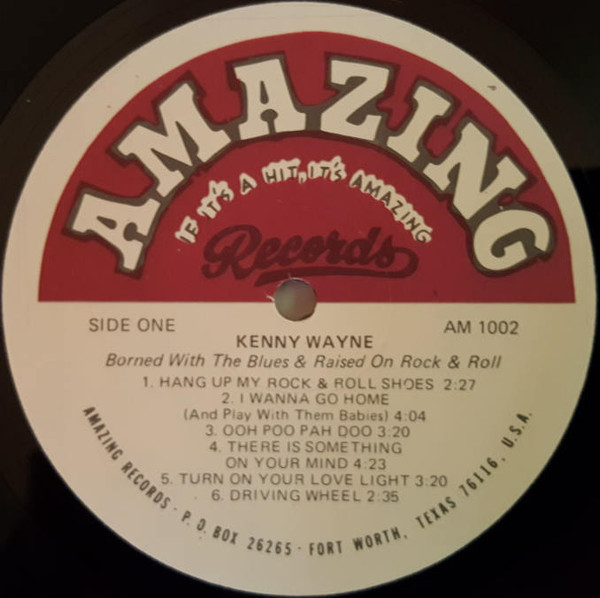 AMAZING
IF IT'S A HIT, IT'S AMAZING
Records
SIDE ONE
AM 1002
KENNY WAYNE
Borned With The Blues & Raised On Rock & Roll
1. HANG UP MY ROCK & ROLL SHOES 2:27
2. I WANNA GO HOME
(And Play With Them Babies) 4:04
3. OOH POO PAH DOO 3:20
4. THERE IS SOMETHING
ON YOUR MIND 4:23
5. TURN ON YOUR LOVE LIGHT 3:20
6. DRIVING WHEEL 2:35
AMAZING RECORDS · P. O. BOX 26265 · FORT WORTH, TEXAS 76116, U.S.A.